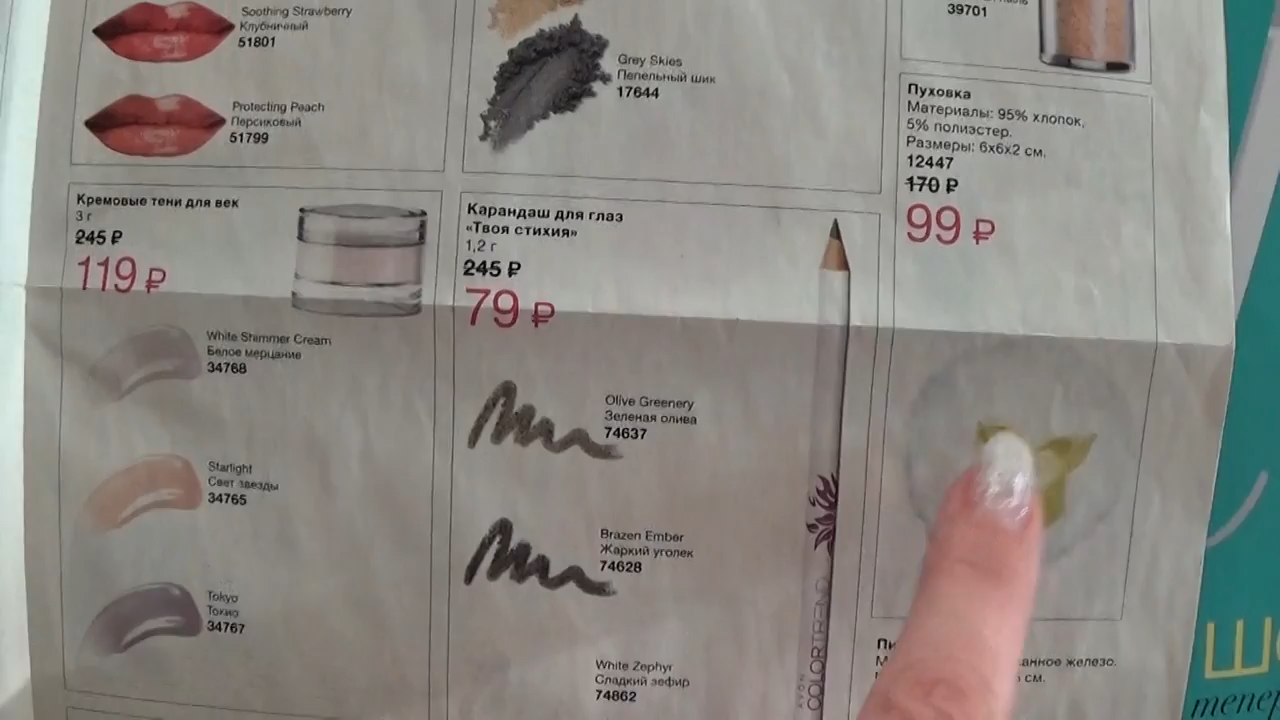 Soothing Strawberry
Клубничный
51801
Protecting Peach
Персиковый
51799
Grey Skies
Пепельный шик
17644
39701
Пуховка
Материалы: 95% хлопок,
5% полиэстер.
Размеры: 6х6х2 см.
12447
170 ₽
99 ₽
Кремовые тени для век
3 г
245 ₽
119 ₽
White Shimmer Cream
Белое мерцание
34768
Starlight
Свет звезды
34765
Tokyo
Токио
34767
Карандаш для глаз
«Твоя стихия»
1,2 г
245 ₽
79 ₽
Olive Greenery
Зеленая олива
74637
Brazen Ember
Жаркий уголек
74628
White Zephyr
Сладкий зефир
74862
AVON
COLORTREND
железо.
см.